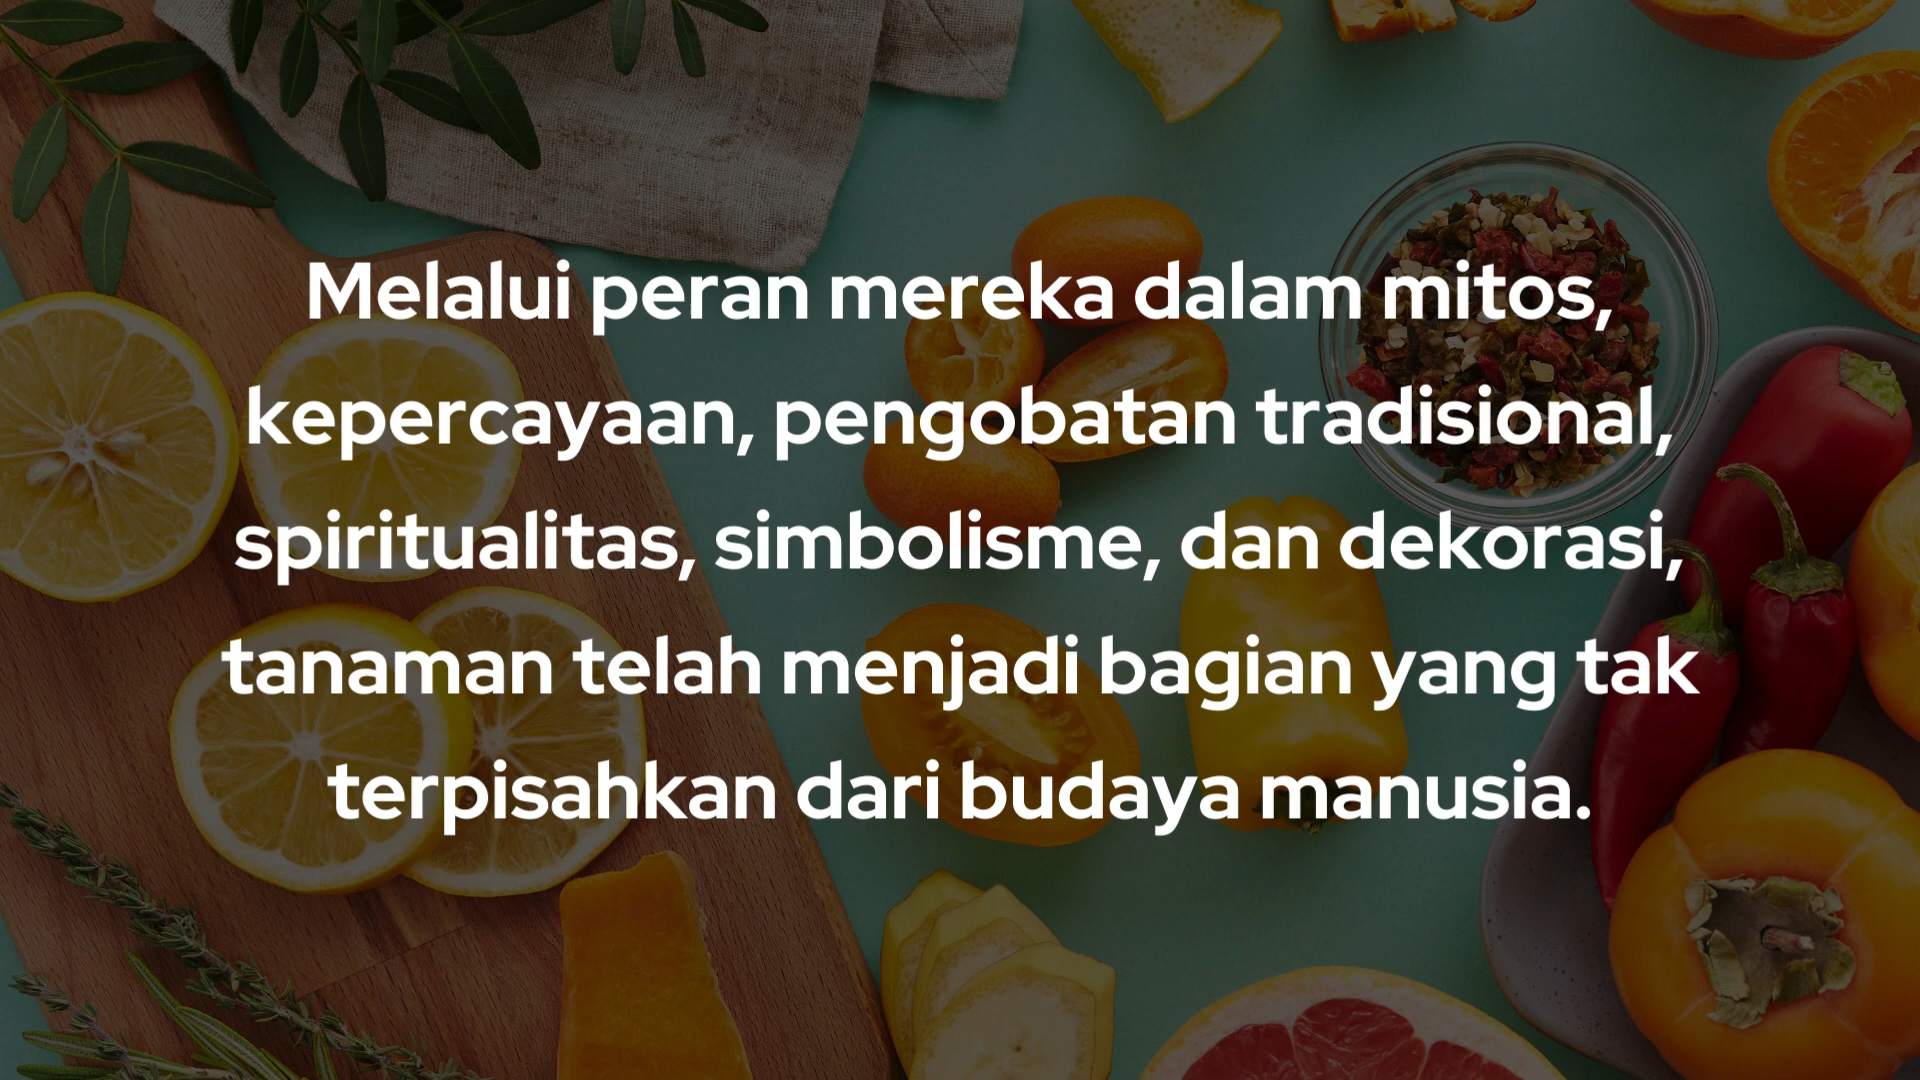 Melalui peran mereka dalam mitos,
kepercayaan, pengobatan tradisional,
spiritualitas, simbolisme, dan dekorasi,
tanaman telah menjadi bagian yang tak
terpisahkan dari budaya manusia.